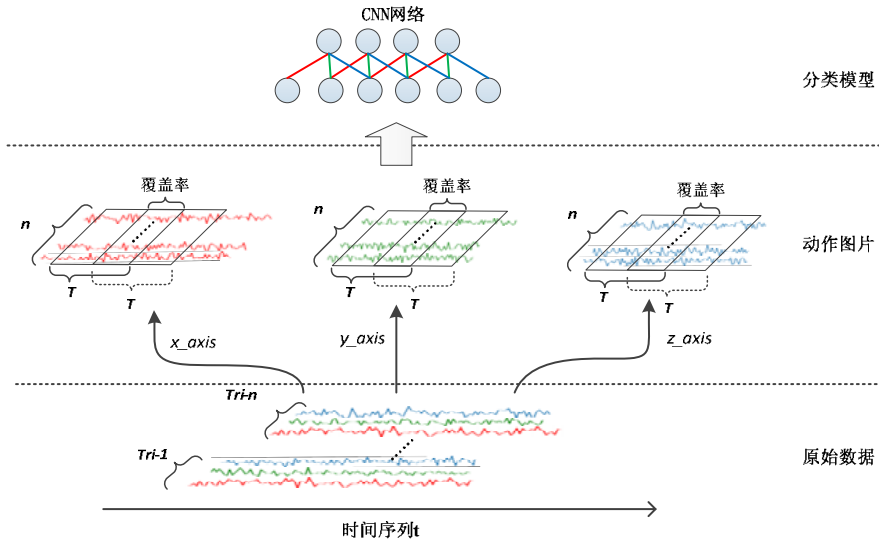 CNN网络
分类模型
覆盖率
覆盖率
覆盖率
n
n
n
动作图片
T
T
T
T
T
T
x_axis
y_axis
z_axis
Tri-n
Tri-1
原始数据
时间序列t